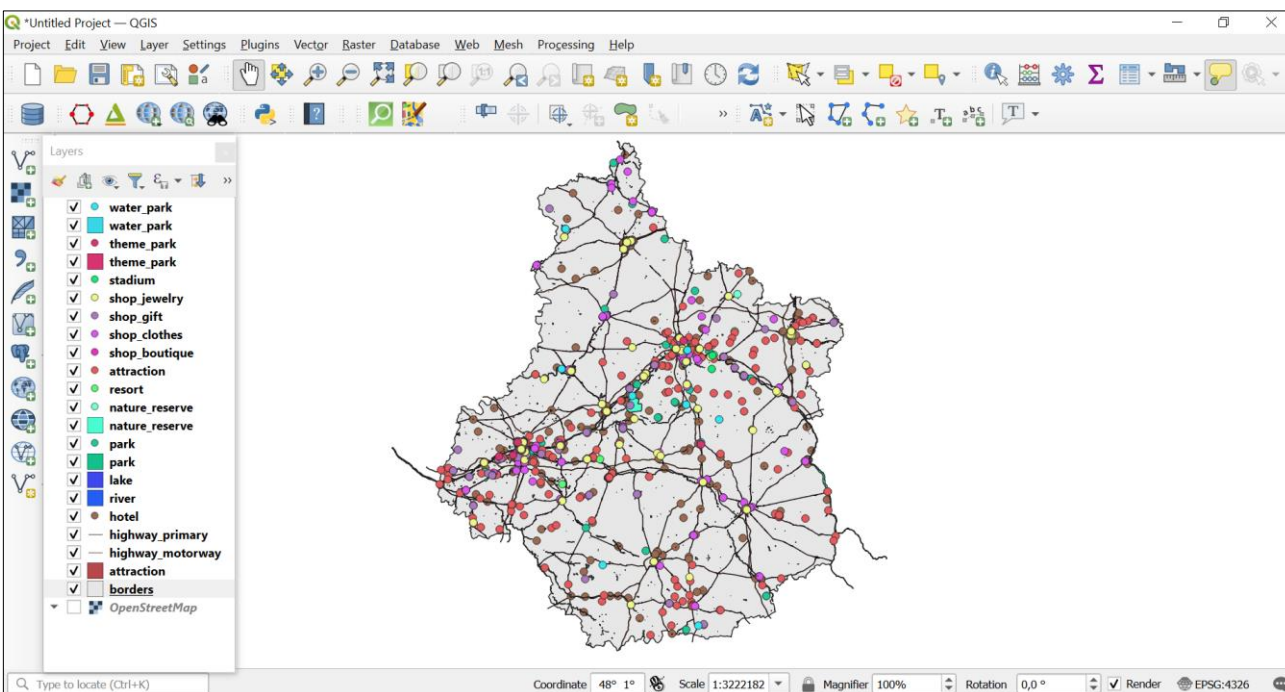 *Untitled Project — QGIS
Project Edit View Layer Settings Plugins Vector Raster Database Web Mesh Processing Help
Layers
water_park
water_park
theme_park
theme_park
stadium
shop_jewelry
shop_gift
shop_clothes
shop_boutique
attraction
resort
nature_reserve
nature_reserve
park
park
lake
river
hotel
highway_primary
highway_motorway
attraction
borders
OpenStreetMap
Type to locate (Ctrl+K) Coordinate 48° 1° Scale 1:3222182 Magnifier 100% Rotation 0,0 ° Render EPSG:4326